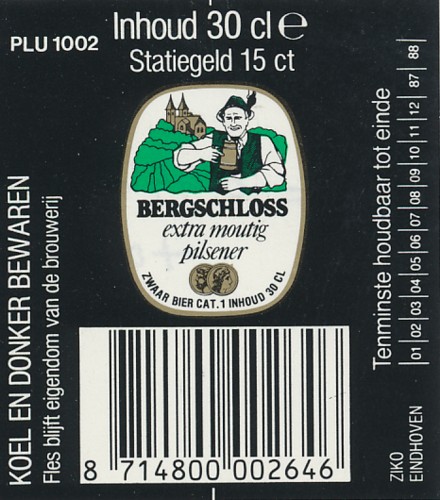 PLU 1002
Inhoud 30 cl e
Statiegeld 15 ct
BERGSCHLOSS
extra moutig
pilsener
ZWAAR BIER CAT. 1 INHOUD 30 CL
KOEL EN DONKER BEWAREN
Fles blijft eigendom van de brouwerij
Tenminste houdbaar tot einde
01 02 03 04 05 06 07 08 09 10 11 12 87 88
ZIKO
EINDHOVEN
8 714800 002646